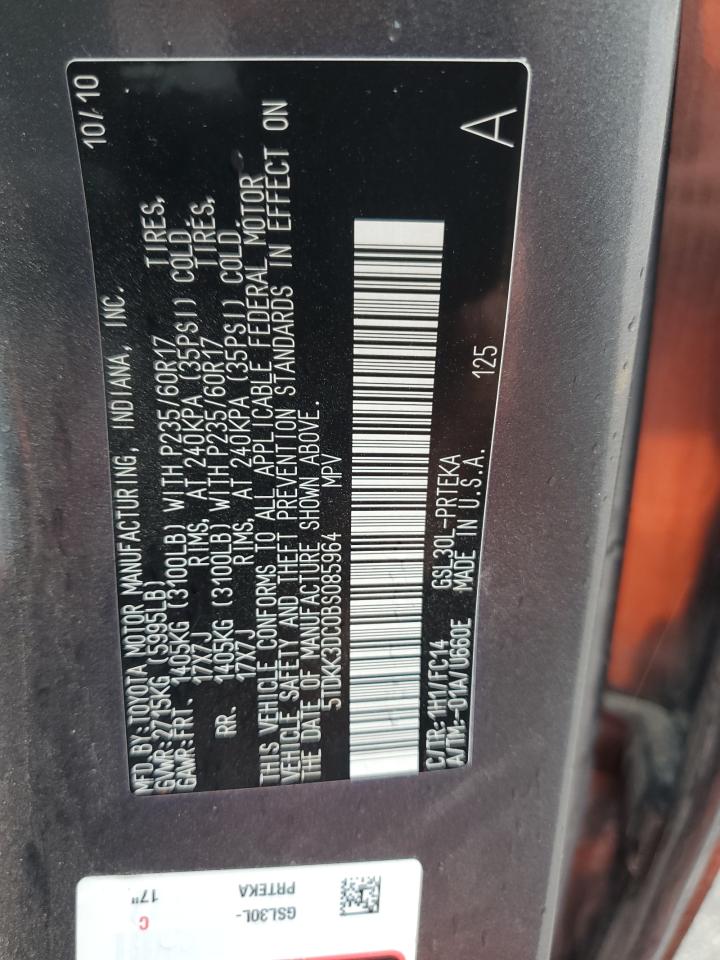 MFD. BY: TOYOTA MOTOR MANUFACTURING, INDIANA, INC. 10/10
GVWR: 2715KG (5995LB)
GAWR: FRT. 1405KG (3100LB) WITH P235/60R17 TIRES,
17X7J RIMS, AT 240KPA (35PSI) COLD.
RR. 1405KG (3100LB) WITH P235/60R17 TIRES,
17X7J RIMS, AT 240KPA (35PSI) COLD.
THIS VEHICLE CONFORMS TO ALL APPLICABLE FEDERAL MOTOR
VEHICLE SAFETY AND THEFT PREVENTION STANDARDS IN EFFECT ON
THE DATE OF MANUFACTURE SHOWN ABOVE.
5TDKK3DC0BS085964 MPV
C/TR: 1H1/FC14 GSL30L-PRTEKA 125 A
A/TM: -01A/U660E MADE IN U.S.A.
GSL30L-
PRTEKA
C
17"